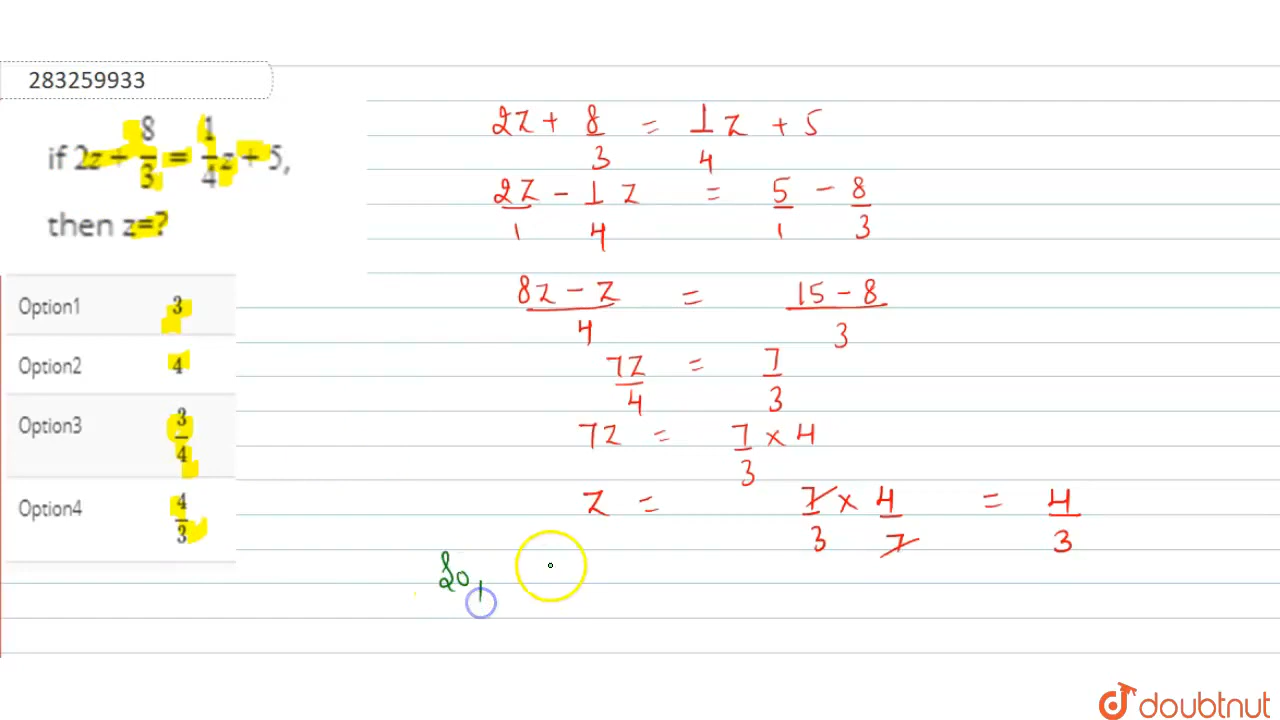 283259933
if 2z + 8/3 = 1/4 z + 5,
then z=?
Option1 3
Option2 4
Option3 3/4
Option4 4/3
2z + 8/3 = 1/4 z + 5
2z/1 - 1/4 z = 5/1 - 8/3
8z - z/4 = 15 - 8/3
7z/4 = 7/3
7z = 7/3 × 4
z = 7/3 × 4/7 = 4/3
So,
doubtnut